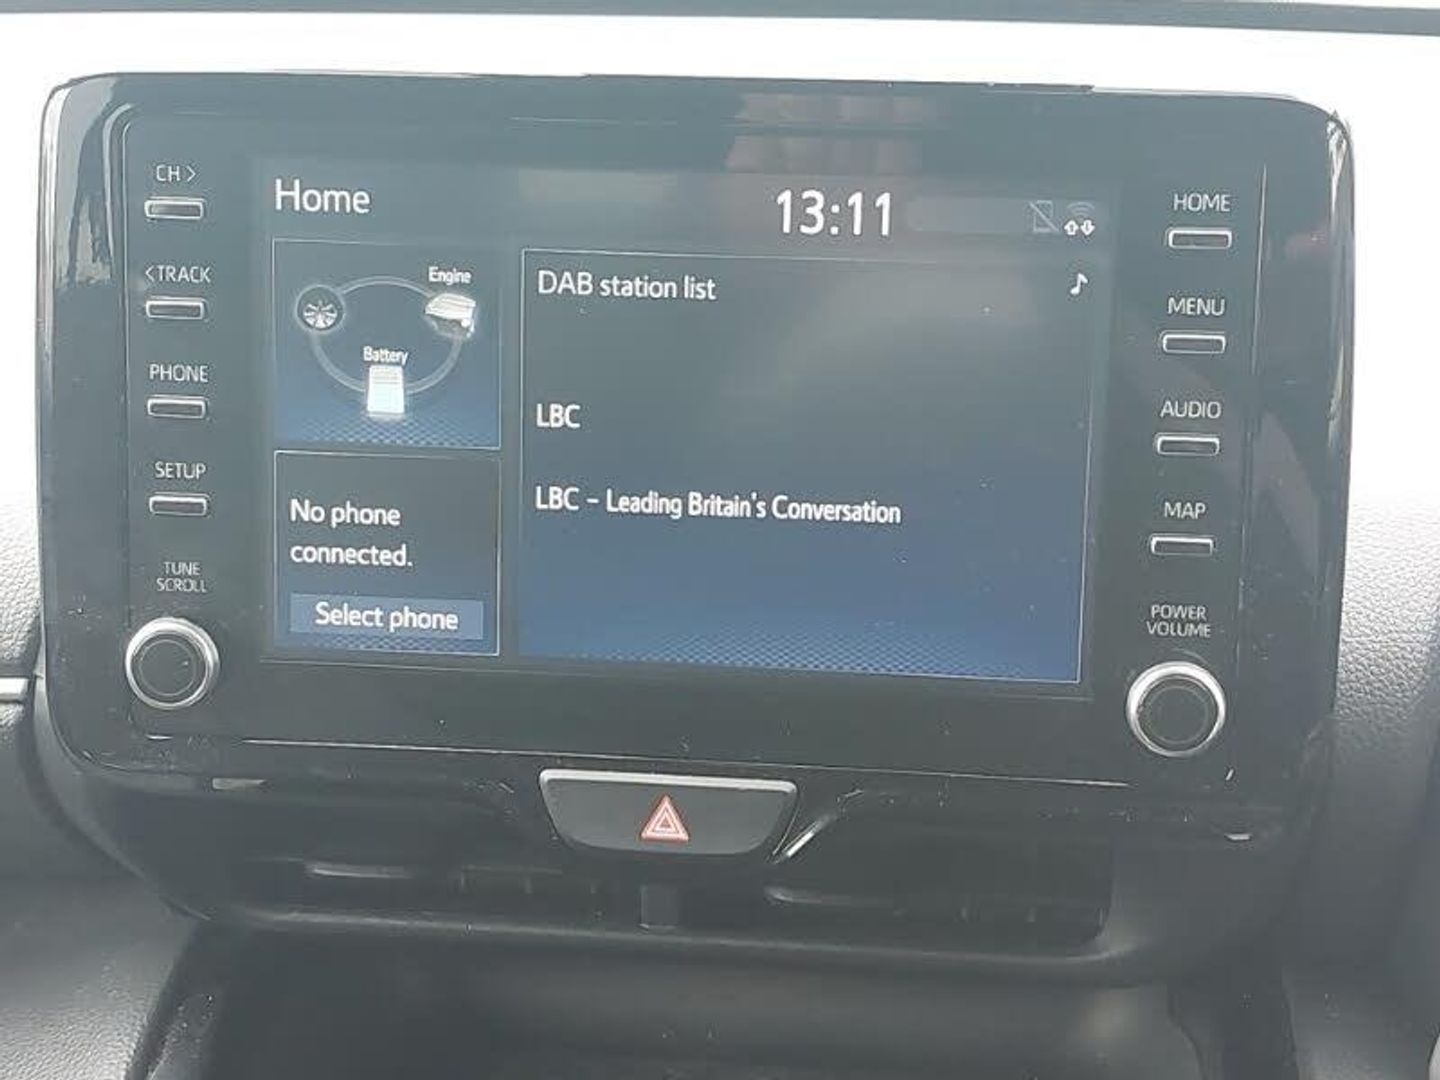 CH >
< TRACK
PHONE
SETUP
TUNE
SCROLL
Home
13:11
Engine
Battery
No phone
connected.
Select phone
DAB station list
LBC
LBC - Leading Britain's Conversation
HOME
MENU
AUDIO
MAP
POWER
VOLUME